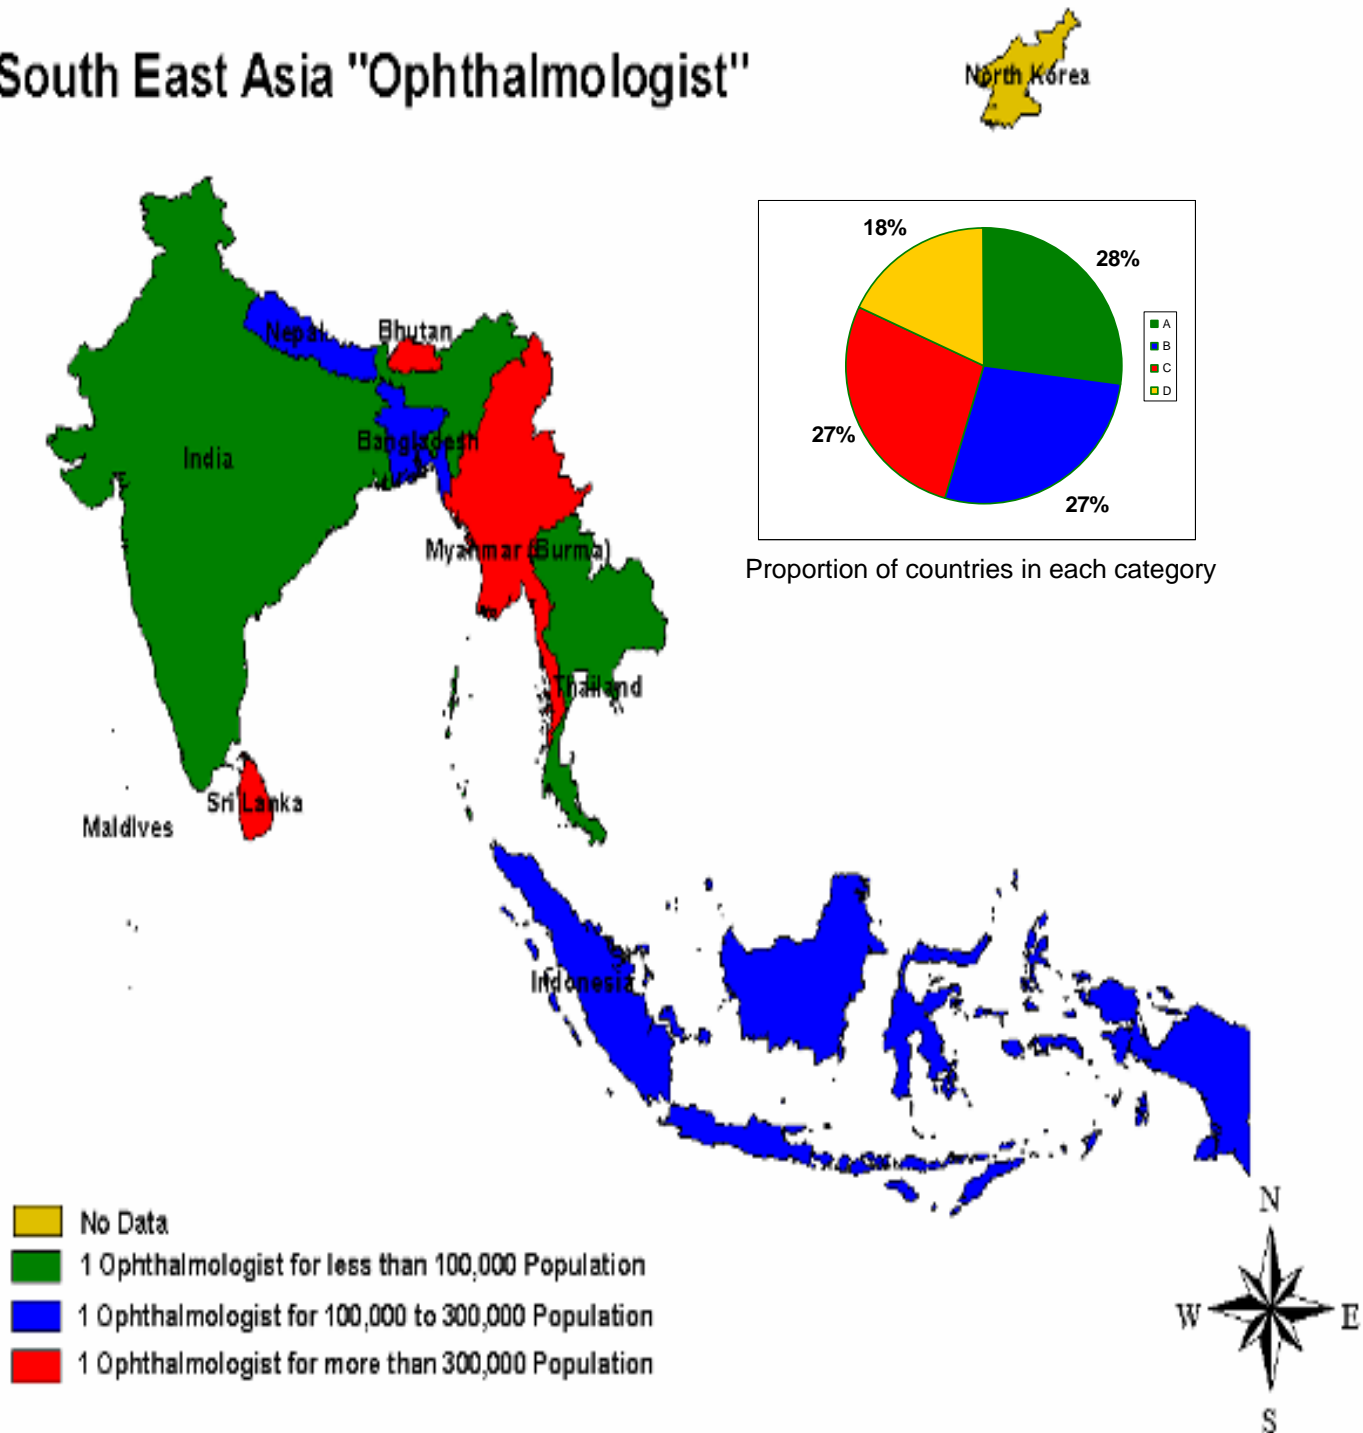 South East Asia "Ophthalmologist"
North Korea
18%
28%
A
B
C
D
27%
27%
Proportion of countries in each category
Nepal
Bhutan
India
Bangladesh
Myanmar (Burma)
Thailand
Sri Lanka
Maldives
Indonesia
No Data
1 Ophthalmologist for less than 100,000 Population
1 Ophthalmologist for 100,000 to 300,000 Population
1 Ophthalmologist for more than 300,000 Population
N
W
E
S